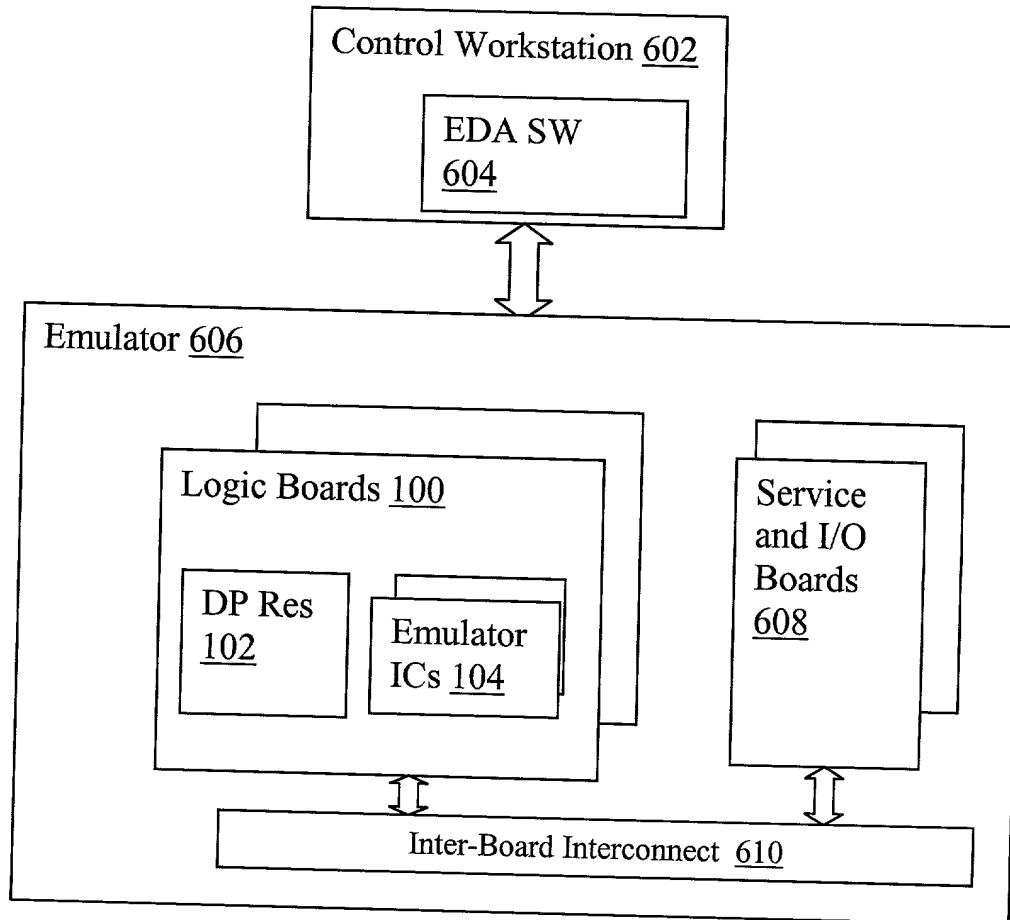 Control Workstation 602
EDA SW
604
Emulator 606
Logic Boards 100
DP Res
102
Emulator
ICs 104
Service
and I/O
Boards
608
Inter-Board Interconnect 610